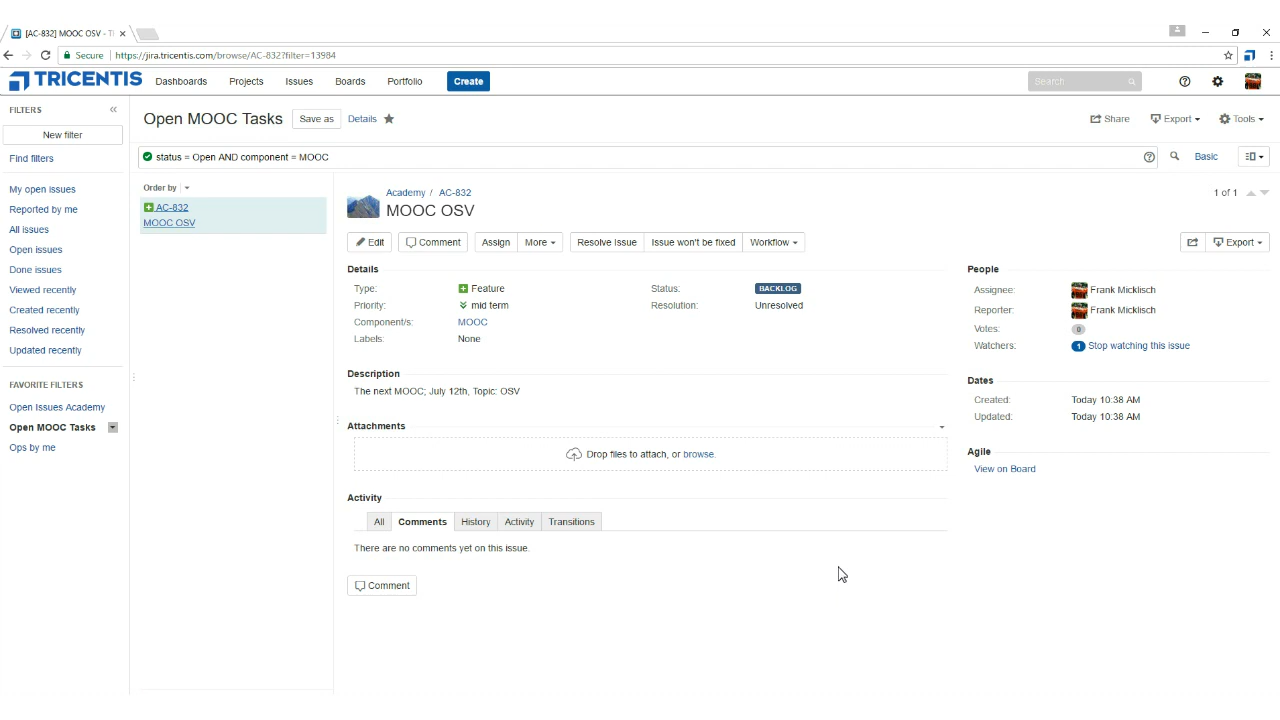 [AC-832] MOOC OSV - T
Secure https://jira.tricentis.com/browse/AC-832?filter=13984
TRICENTIS Dashboards Projects Issues Boards Portfolio Create Search
FILTERS
New filter
Find filters
My open issues
Reported by me
All issues
Open issues
Done issues
Viewed recently
Created recently
Resolved recently
Updated recently
FAVORITE FILTERS
Open Issues Academy
Open MOOC Tasks
Ops by me
Open MOOC Tasks Save as Details Share Export Tools
status = Open AND component = MOOC Basic
Order by
AC-832
MOOC OSV
Academy / AC-832 1 of 1
MOOC OSV
Edit Comment Assign More Resolve Issue Issue won't be fixed Workflow Export
Details
Type: Feature Status: BACKLOG
Priority: mid term Resolution: Unresolved
Component/s: MOOC
Labels: None
Description
The next MOOC; July 12th, Topic: OSV
Attachments
Drop files to attach, or browse.
Activity
All Comments History Activity Transitions
There are no comments yet on this issue.
Comment
People
Assignee: Frank Micklisch
Reporter: Frank Micklisch
Votes: 0
Watchers: 1 Stop watching this issue
Dates
Created: Today 10:38 AM
Updated: Today 10:38 AM
Agile
View on Board